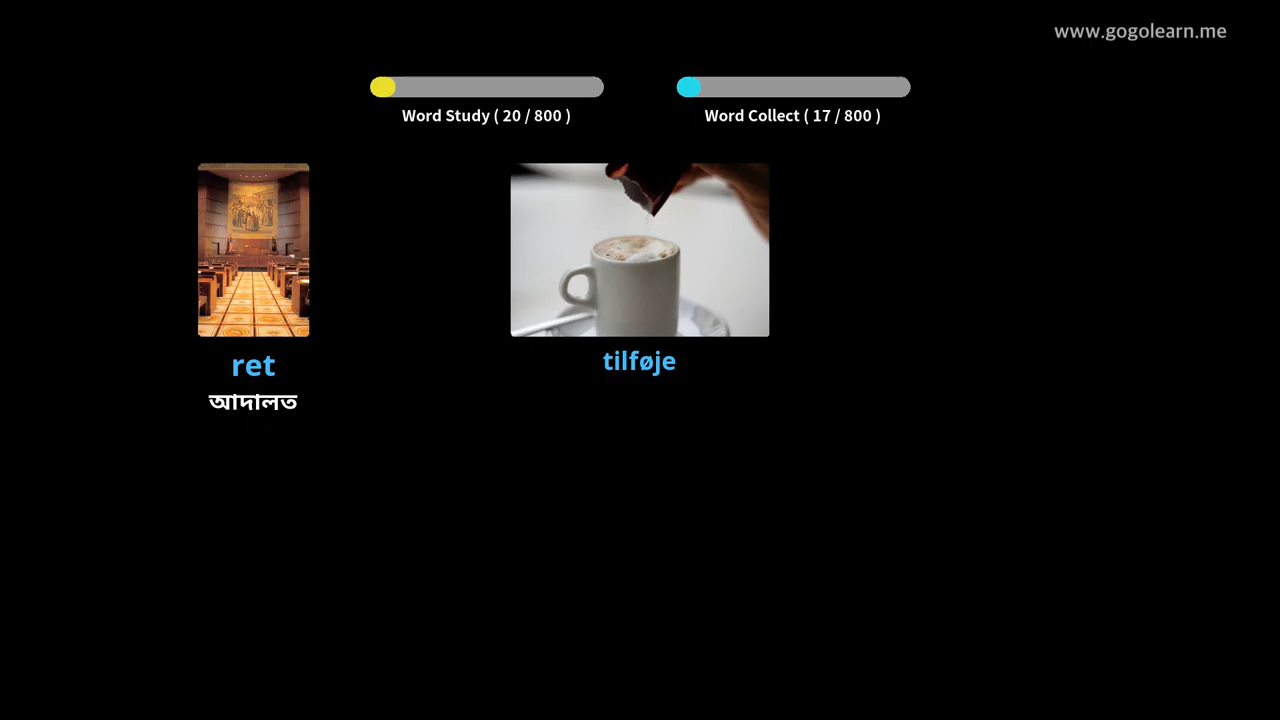 www.gogolearn.me
Word Study ( 20 / 800 )
Word Collect ( 17 / 800 )
ret
আদালত
tilføje